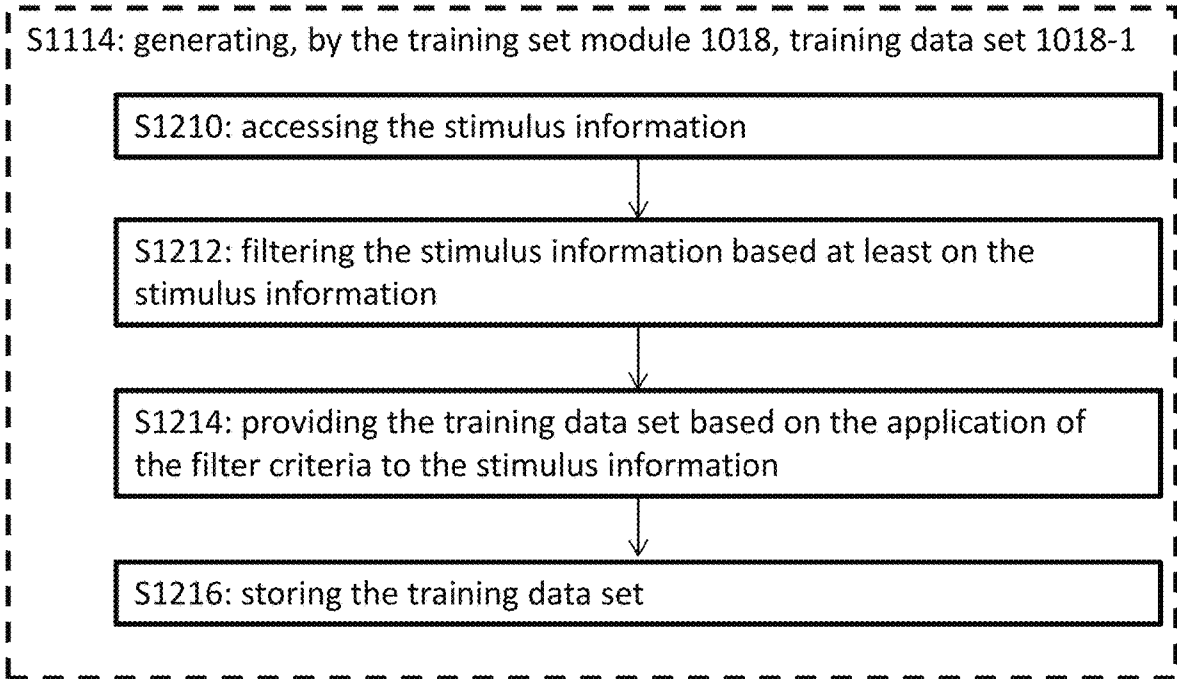 S1114: generating, by the training set module 1018, training data set 1018-1
S1210: accessing the stimulus information
S1212: filtering the stimulus information based at least on the
stimulus information
S1214: providing the training data set based on the application of
the filter criteria to the stimulus information
S1216: storing the training data set